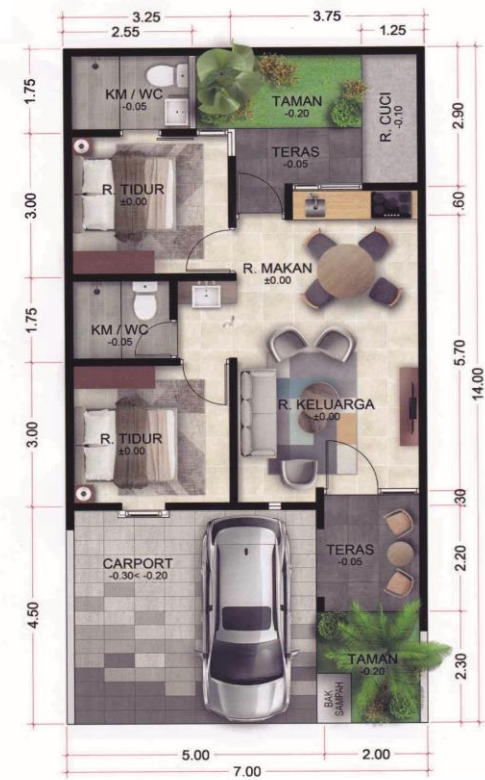 3.25
3.75
2.55
1.25
1.75
3.00
1.75
3.00
4.50
2.90
.60
5.70
.30
2.20
2.30
14.00
KM / WC
-0.05
TAMAN
-0.20
R. CUCI
-0.10
TERAS
-0.05
R. TIDUR
±0.00
R. MAKAN
±0.00
KM / WC
-0.05
R. KELUARGA
±0.00
R. TIDUR
±0.00
CARPORT
-0.30< -0.20
TERAS
-0.05
TAMAN
-0.20
BAK
SAMPAH
5.00
2.00
7.00